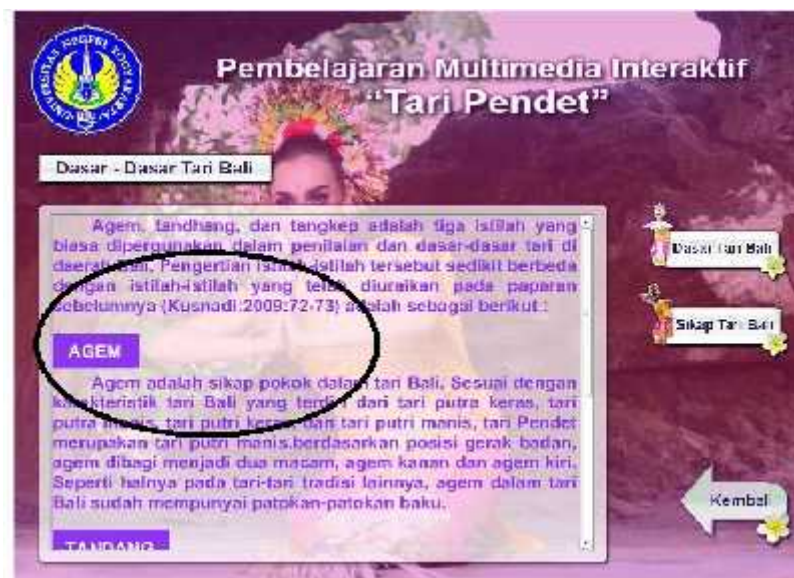 UNIVERSITAS NEGERI YOGYAKARTA
Pembelajaran Multimedia Interaktif
“Tari Pendet”
Dasar - Dasar Tari Bali
Agem, tandhang, dan tangkep adalah tiga istilah yang
biasa dipergunakan dalam penilaian dan dasar-dasar tari di
daerah Bali. Pengertian istilah-istilah tersebut sedikit berbeda
dengan istilah-istilah yang telah diuraikan pada paparan
sebelumnya (Kusnadi:2009:72-73) adalah sebagai berikut :
AGEM
Agem adalah sikap pokok dalam tari Bali. Sesuai dengan
karakteristik tari Bali yang terdiri dari tari putra keras, tari
putra manis, tari putri keras dan tari putri manis, tari Pendet
merupakan tari putri manis.berdasarkan posisi gerak badan,
agem dibagi menjadi dua macam, agem kanan dan agem kiri.
Seperti halnya pada tari-tari tradisi lainnya, agem dalam tari
Bali sudah mempunyai patokan-patokan baku.
TANDANG
Dasar Tari Bali
Sikap Tari Bali
Kembali